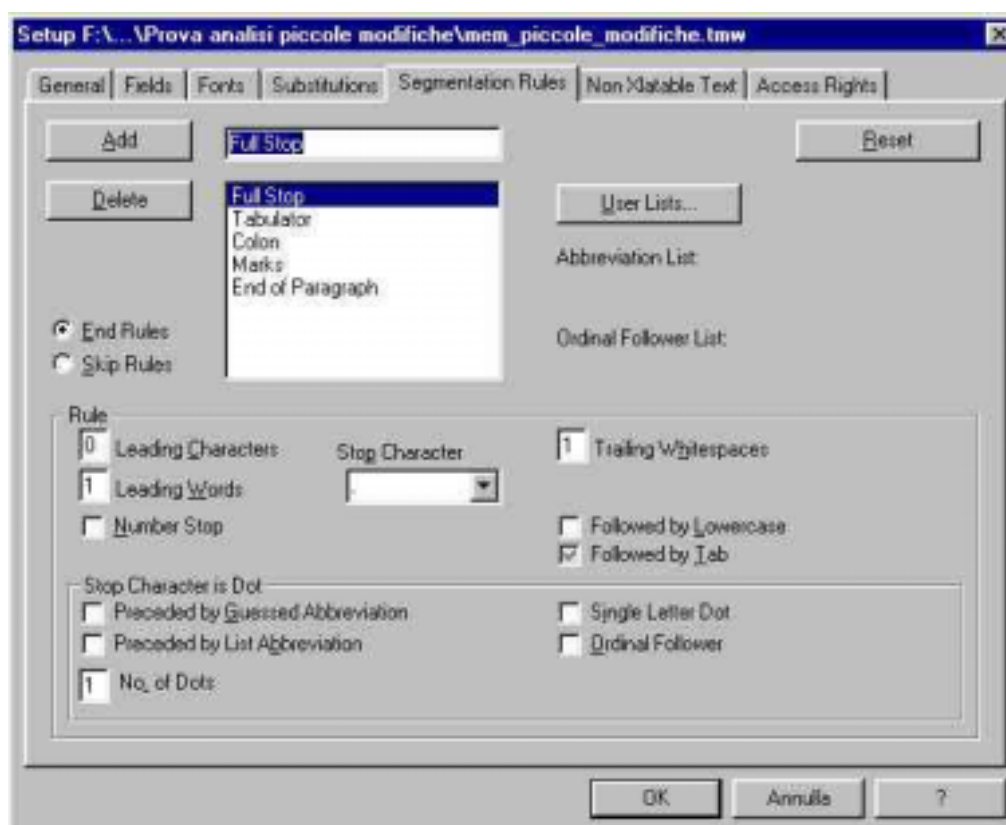 Setup F:\...\Prova analisi piccole modifiche\mem_piccole_modifiche.tmw
General Fields Fonts Substitutions Segmentation Rules Non Xlatable Text Access Rights
Add Full Stop Reset
Delete Full Stop User Lists...
Tabulator
Colon Abbreviation List:
Marks
End of Paragraph
End Rules Ordinal Follower List:
Skip Rules
Rule
0 Leading Characters Stop Character 1 Trailing Whitespaces
1 Leading Words .
Number Stop Followed by Lowercase
Followed by Tab
Stop Character is Dot
Preceded by Guessed Abbreviation Single Letter Dot
Preceded by List Abbreviation Ordinal Follower
1 No. of Dots
OK Annulla ?